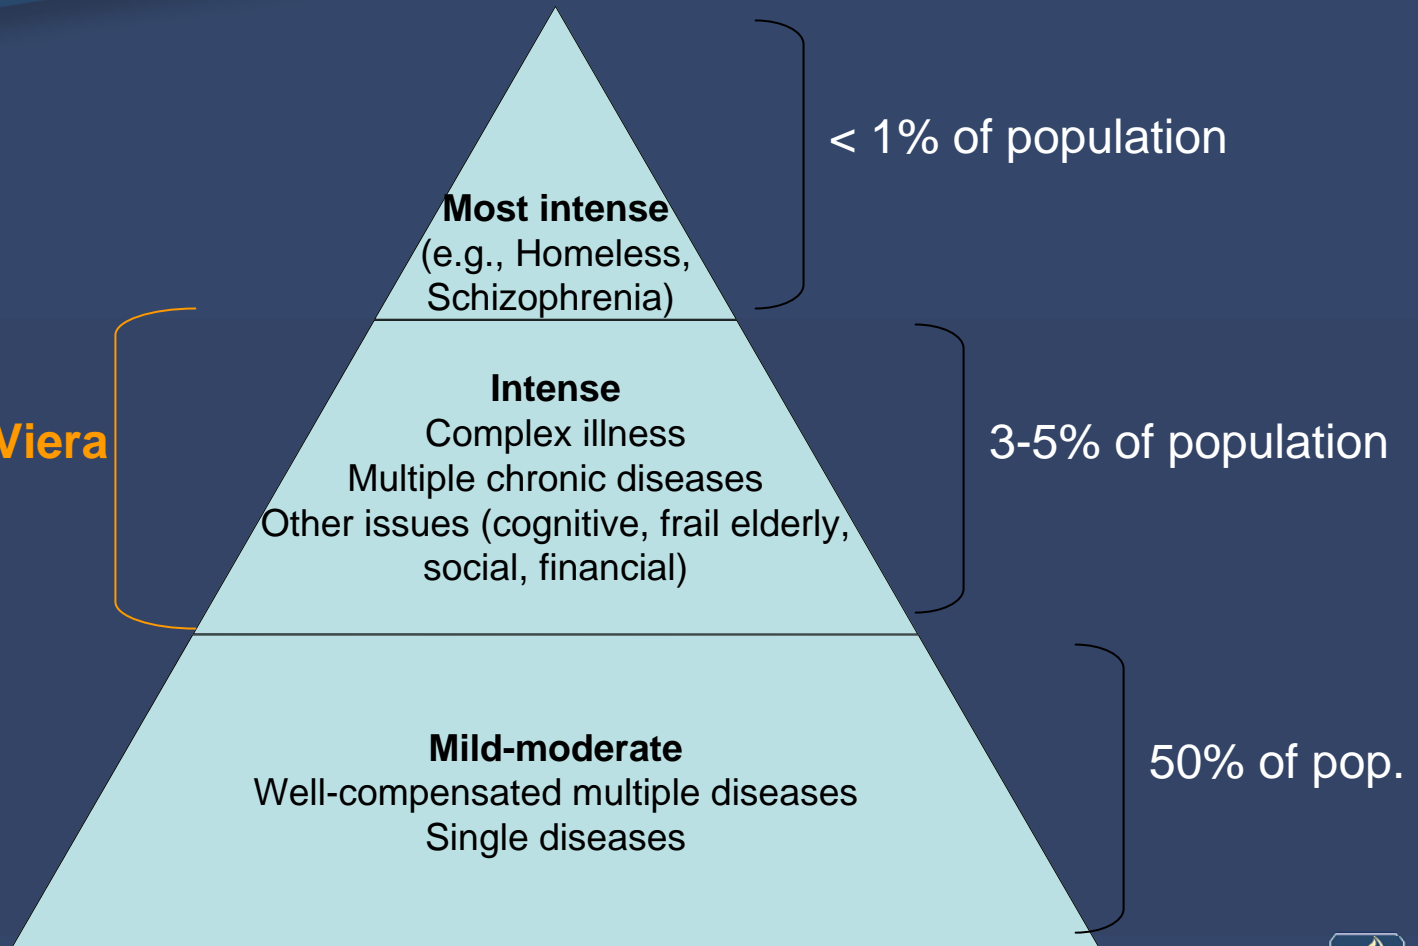 < 1% of population
Most intense
(e.g., Homeless,
Schizophrenia)
Viera
Intense
Complex illness
Multiple chronic diseases
Other issues (cognitive, frail elderly,
social, financial)
3-5% of population
Mild-moderate
Well-compensated multiple diseases
Single diseases
50% of pop.